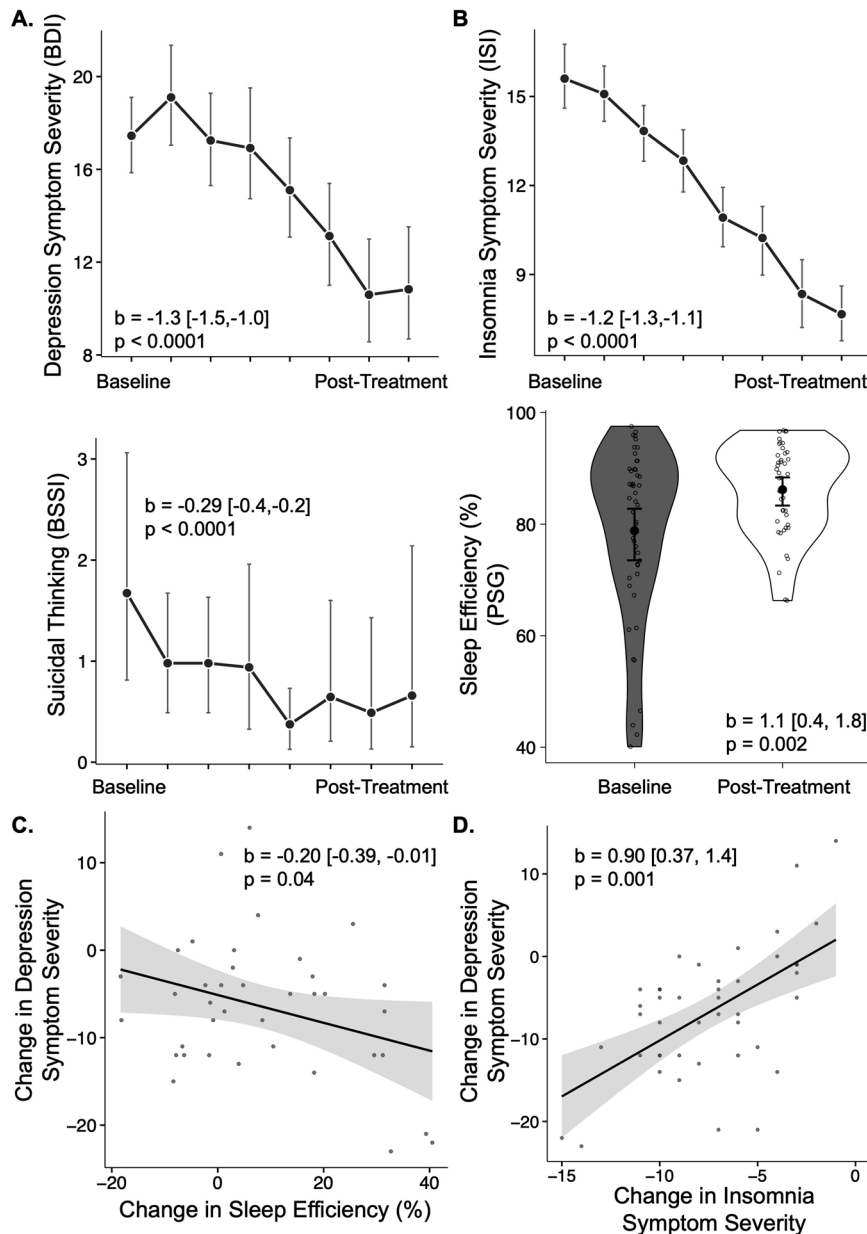 A.
Depression Symptom Severity (BDI)
20
16
12
8
b = -1.3 [-1.5,-1.0]
p < 0.0001
Baseline
Post-Treatment
B.
Insomnia Symptom Severity (ISI)
15
12
9
b = -1.2 [-1.3,-1.1]
p < 0.0001
Baseline
Post-Treatment
Suicidal Thinking (BSSI)
3
2
1
0
b = -0.29 [-0.4,-0.2]
p < 0.0001
Baseline
Post-Treatment
Sleep Efficiency (%)
(PSG)
100
80
60
40
b = 1.1 [0.4, 1.8]
p = 0.002
Baseline
Post-Treatment
C.
Change in Depression
Symptom Severity
10
0
−10
−20
b = -0.20 [-0.39, -0.01]
p = 0.04
−20
0
20
40
Change in Sleep Efficiency (%)
D.
Change in Depression
Symptom Severity
10
0
−10
−20
b = 0.90 [0.37, 1.4]
p = 0.001
−15
−10
−5
0
Change in Insomnia
Symptom Severity